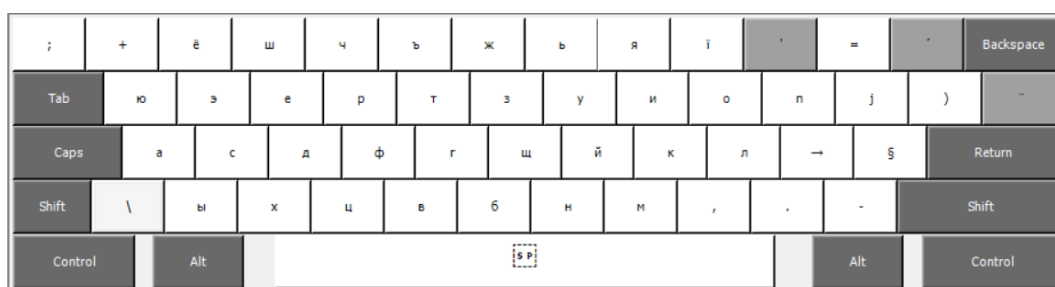 ; + ё ш ч ъ ж ь я ї ' = ´ Backspace
Tab ю э е р т з у и о п ј ) ¨
Caps а с д ф г щ й к л → § Return
Shift \ ы х ц в б н м , . - Shift
Control Alt SP Alt Control